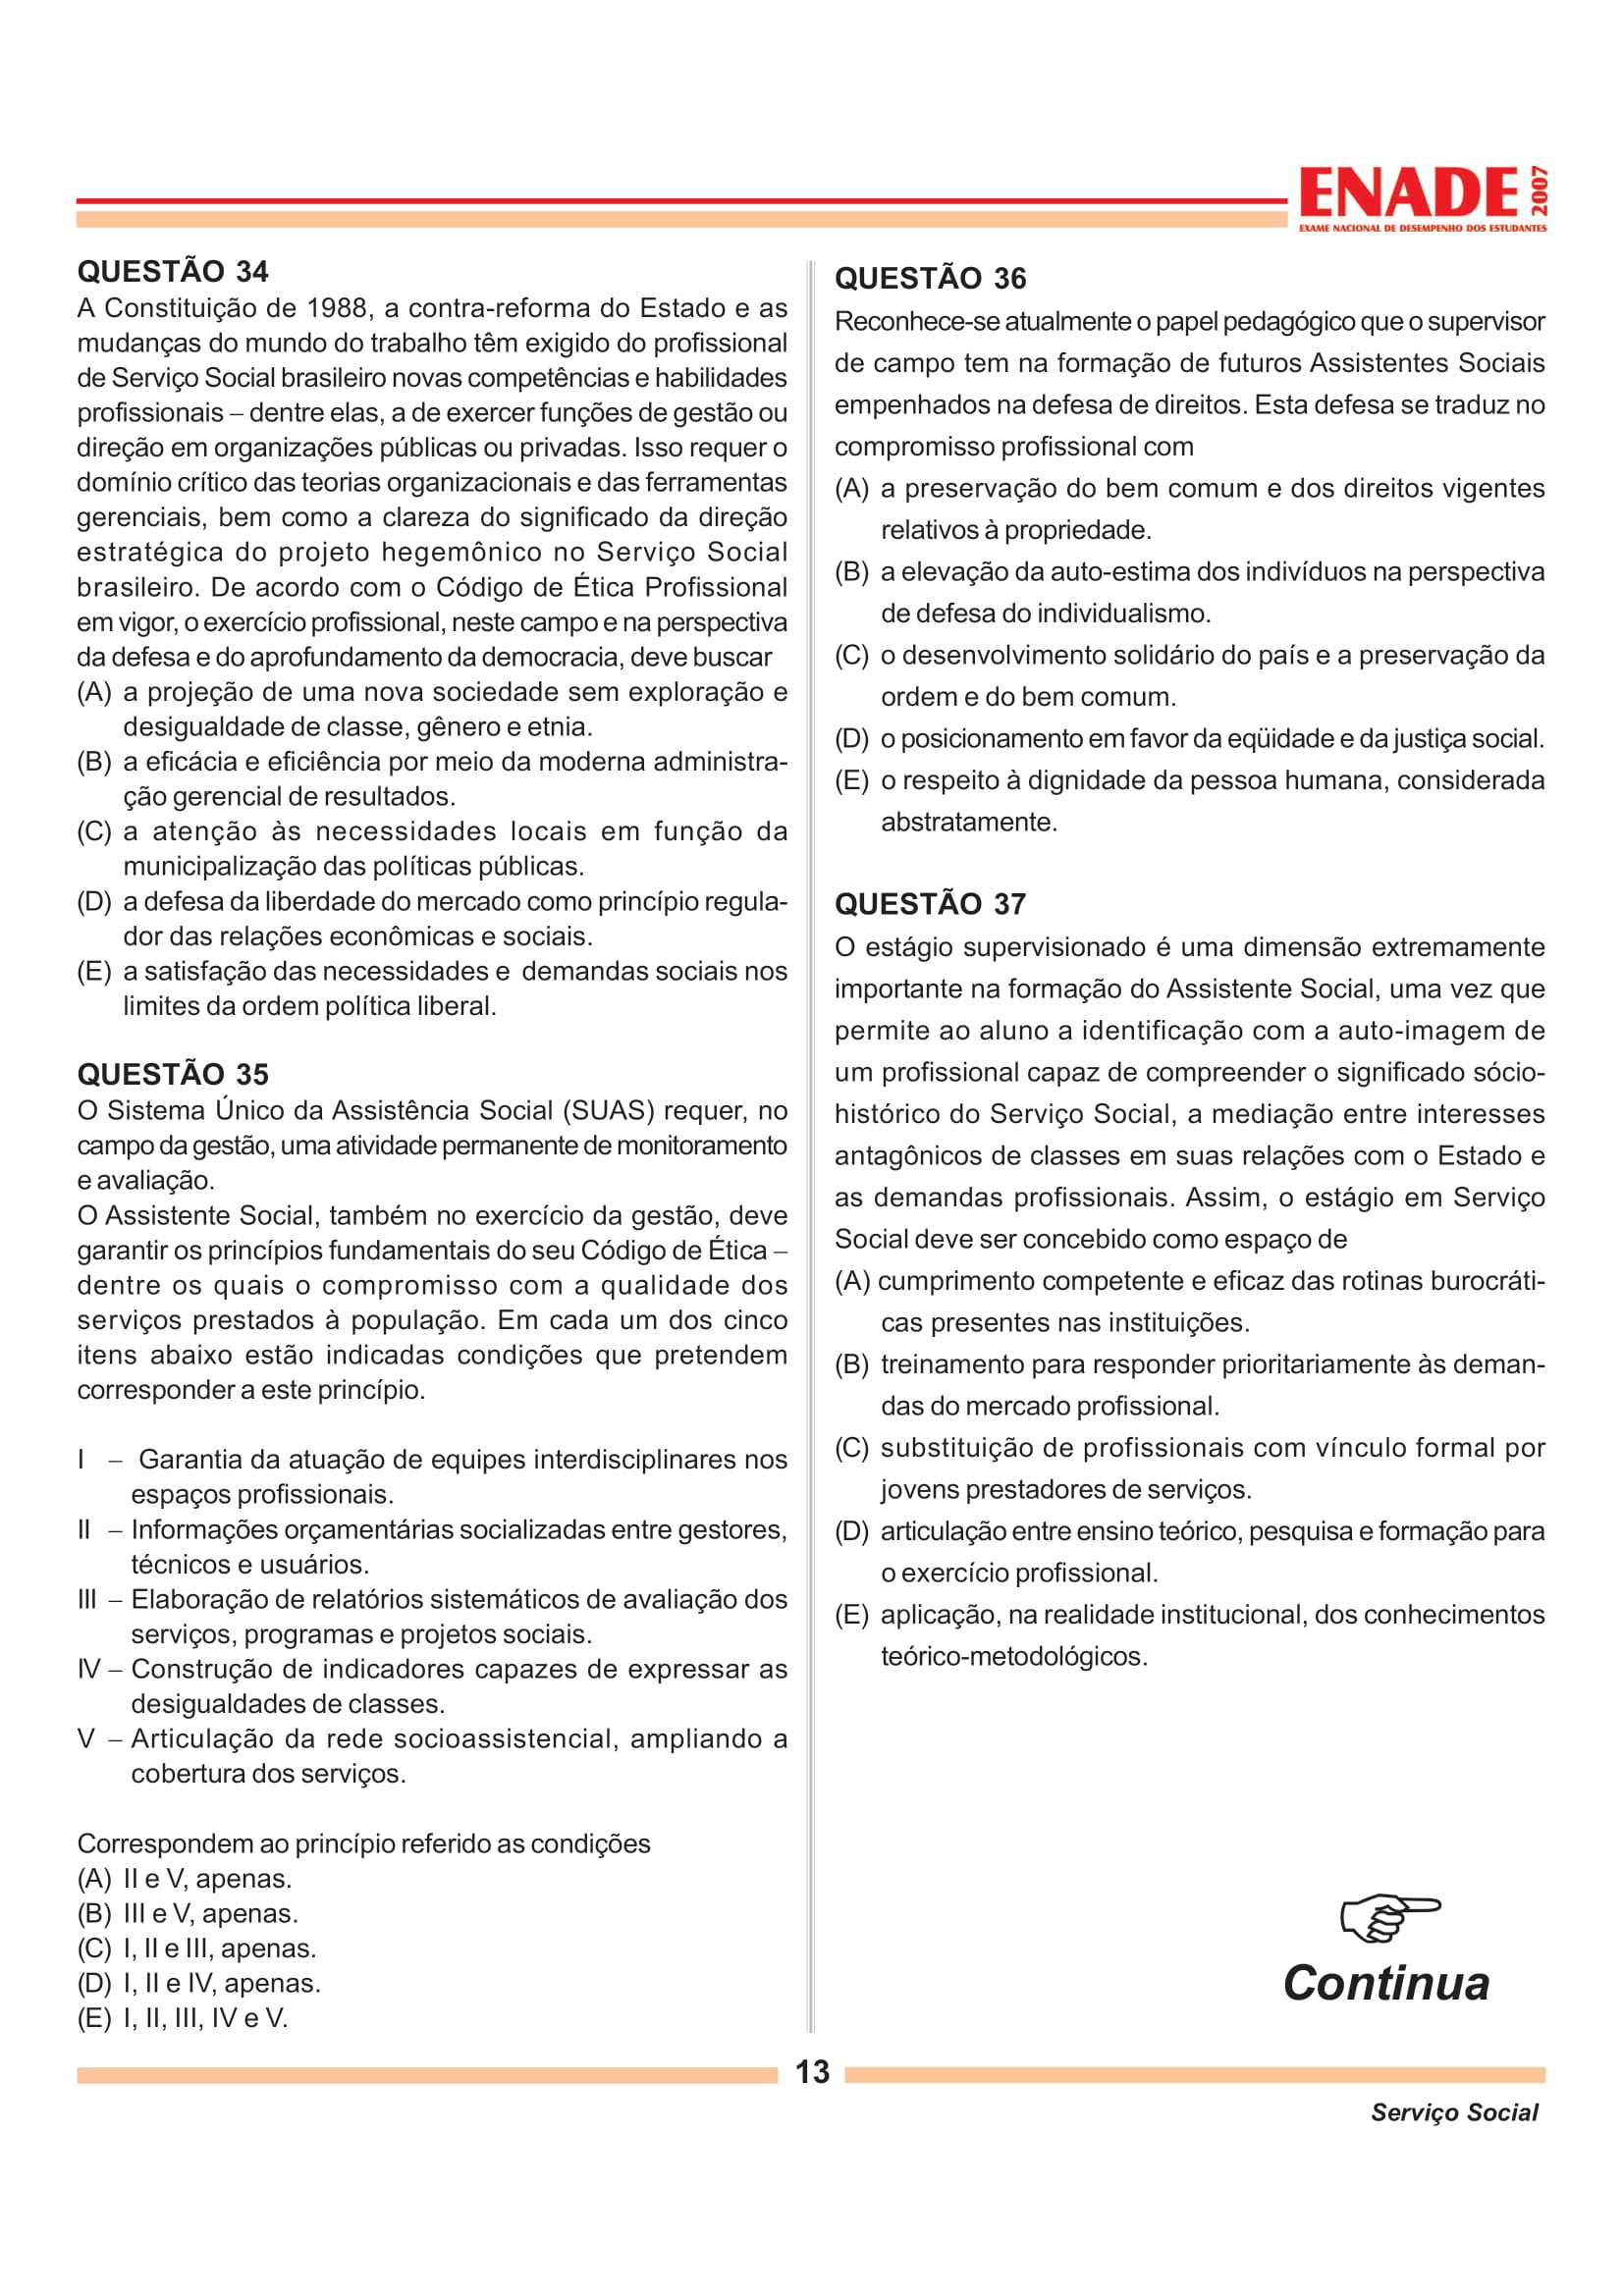 ENADE 2007
EXAME NACIONAL DE DESEMPENHO DOS ESTUDANTES
QUESTÃO 34
A Constituição de 1988, a contra-reforma do Estado e as
mudanças do mundo do trabalho têm exigido do profissional
de Serviço Social brasileiro novas competências e habilidades
profissionais – dentre elas, a de exercer funções de gestão ou
direção em organizações públicas ou privadas. Isso requer o
domínio crítico das teorias organizacionais e das ferramentas
gerenciais, bem como a clareza do significado da direção
estratégica do projeto hegemônico no Serviço Social
brasileiro. De acordo com o Código de Ética Profissional
em vigor, o exercício profissional, neste campo e na perspectiva
da defesa e do aprofundamento da democracia, deve buscar
(A) a projeção de uma nova sociedade sem exploração e
desigualdade de classe, gênero e etnia.
(B) a eficácia e eficiência por meio da moderna administra-
ção gerencial de resultados.
(C) a atenção às necessidades locais em função da
municipalização das políticas públicas.
(D) a defesa da liberdade do mercado como princípio regula-
dor das relações econômicas e sociais.
(E) a satisfação das necessidades e demandas sociais nos
limites da ordem política liberal.
QUESTÃO 35
O Sistema Único da Assistência Social (SUAS) requer, no
campo da gestão, uma atividade permanente de monitoramento
e avaliação.
O Assistente Social, também no exercício da gestão, deve
garantir os princípios fundamentais do seu Código de Ética –
dentre os quais o compromisso com a qualidade dos
serviços prestados à população. Em cada um dos cinco
itens abaixo estão indicadas condições que pretendem
corresponder a este princípio.
I – Garantia da atuação de equipes interdisciplinares nos
espaços profissionais.
II – Informações orçamentárias socializadas entre gestores,
técnicos e usuários.
III – Elaboração de relatórios sistemáticos de avaliação dos
serviços, programas e projetos sociais.
IV – Construção de indicadores capazes de expressar as
desigualdades de classes.
V – Articulação da rede socioassistencial, ampliando a
cobertura dos serviços.
Correspondem ao princípio referido as condições
(A) II e V, apenas.
(B) III e V, apenas.
(C) I, II e III, apenas.
(D) I, II e IV, apenas.
(E) I, II, III, IV e V.
QUESTÃO 36
Reconhece-se atualmente o papel pedagógico que o supervisor
de campo tem na formação de futuros Assistentes Sociais
empenhados na defesa de direitos. Esta defesa se traduz no
compromisso profissional com
(A) a preservação do bem comum e dos direitos vigentes
relativos à propriedade.
(B) a elevação da auto-estima dos indivíduos na perspectiva
de defesa do individualismo.
(C) o desenvolvimento solidário do país e a preservação da
ordem e do bem comum.
(D) o posicionamento em favor da eqüidade e da justiça social.
(E) o respeito à dignidade da pessoa humana, considerada
abstratamente.
QUESTÃO 37
O estágio supervisionado é uma dimensão extremamente
importante na formação do Assistente Social, uma vez que
permite ao aluno a identificação com a auto-imagem de
um profissional capaz de compreender o significado sócio-
histórico do Serviço Social, a mediação entre interesses
antagônicos de classes em suas relações com o Estado e
as demandas profissionais. Assim, o estágio em Serviço
Social deve ser concebido como espaço de
(A) cumprimento competente e eficaz das rotinas burocráti-
cas presentes nas instituições.
(B) treinamento para responder prioritariamente às deman-
das do mercado profissional.
(C) substituição de profissionais com vínculo formal por
jovens prestadores de serviços.
(D) articulação entre ensino teórico, pesquisa e formação para
o exercício profissional.
(E) aplicação, na realidade institucional, dos conhecimentos
teórico-metodológicos.
Continua
13
Serviço Social